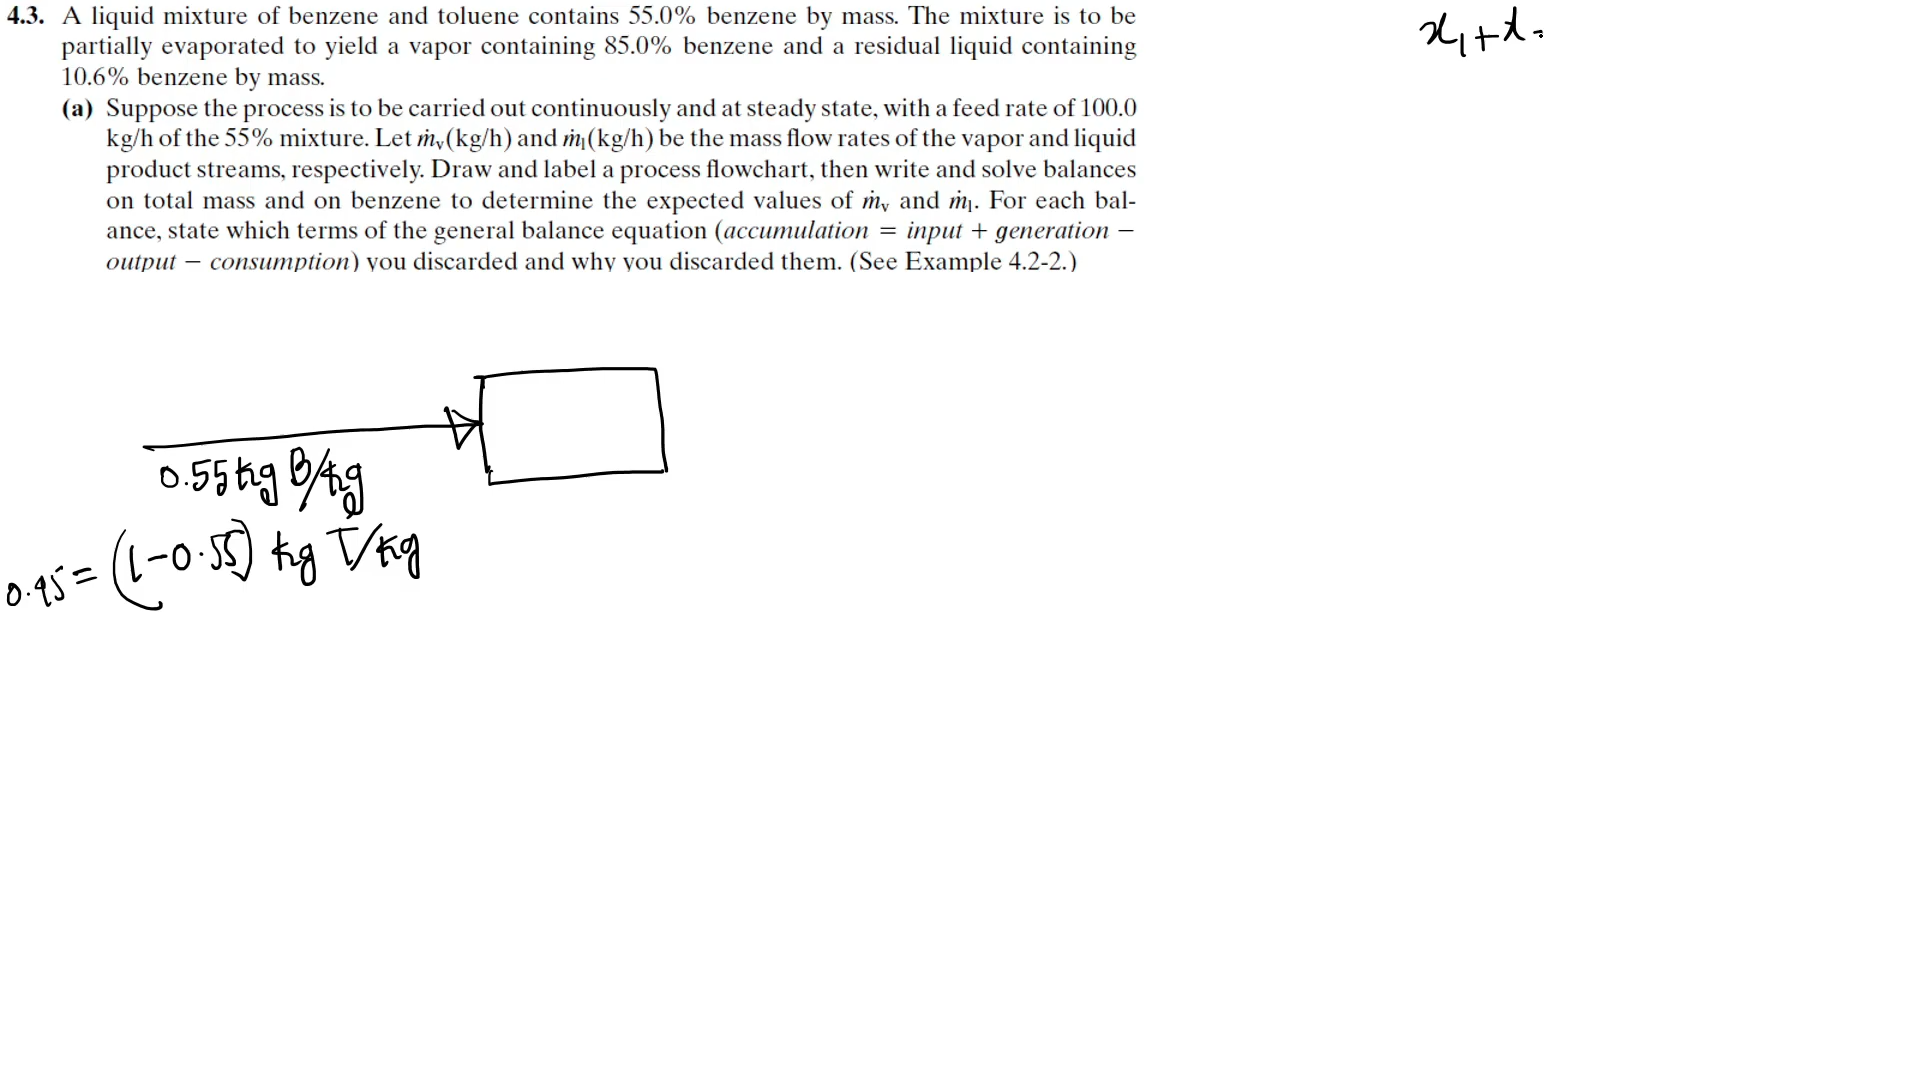 4.3. A liquid mixture of benzene and toluene contains 55.0% benzene by mass. The mixture is to be
partially evaporated to yield a vapor containing 85.0% benzene and a residual liquid containing
10.6% benzene by mass.
(a) Suppose the process is to be carried out continuously and at steady state, with a feed rate of 100.0
kg/h of the 55% mixture. Let ṁᵥ(kg/h) and ṁₗ(kg/h) be the mass flow rates of the vapor and liquid
product streams, respectively. Draw and label a process flowchart, then write and solve balances
on total mass and on benzene to determine the expected values of ṁᵥ and ṁₗ. For each bal-
ance, state which terms of the general balance equation (accumulation = input + generation −
output − consumption) you discarded and why you discarded them. (See Example 4.2-2.)
x₁+x=
0.55 kg B/kg
0.45 = (1-0.55) kg T/kg